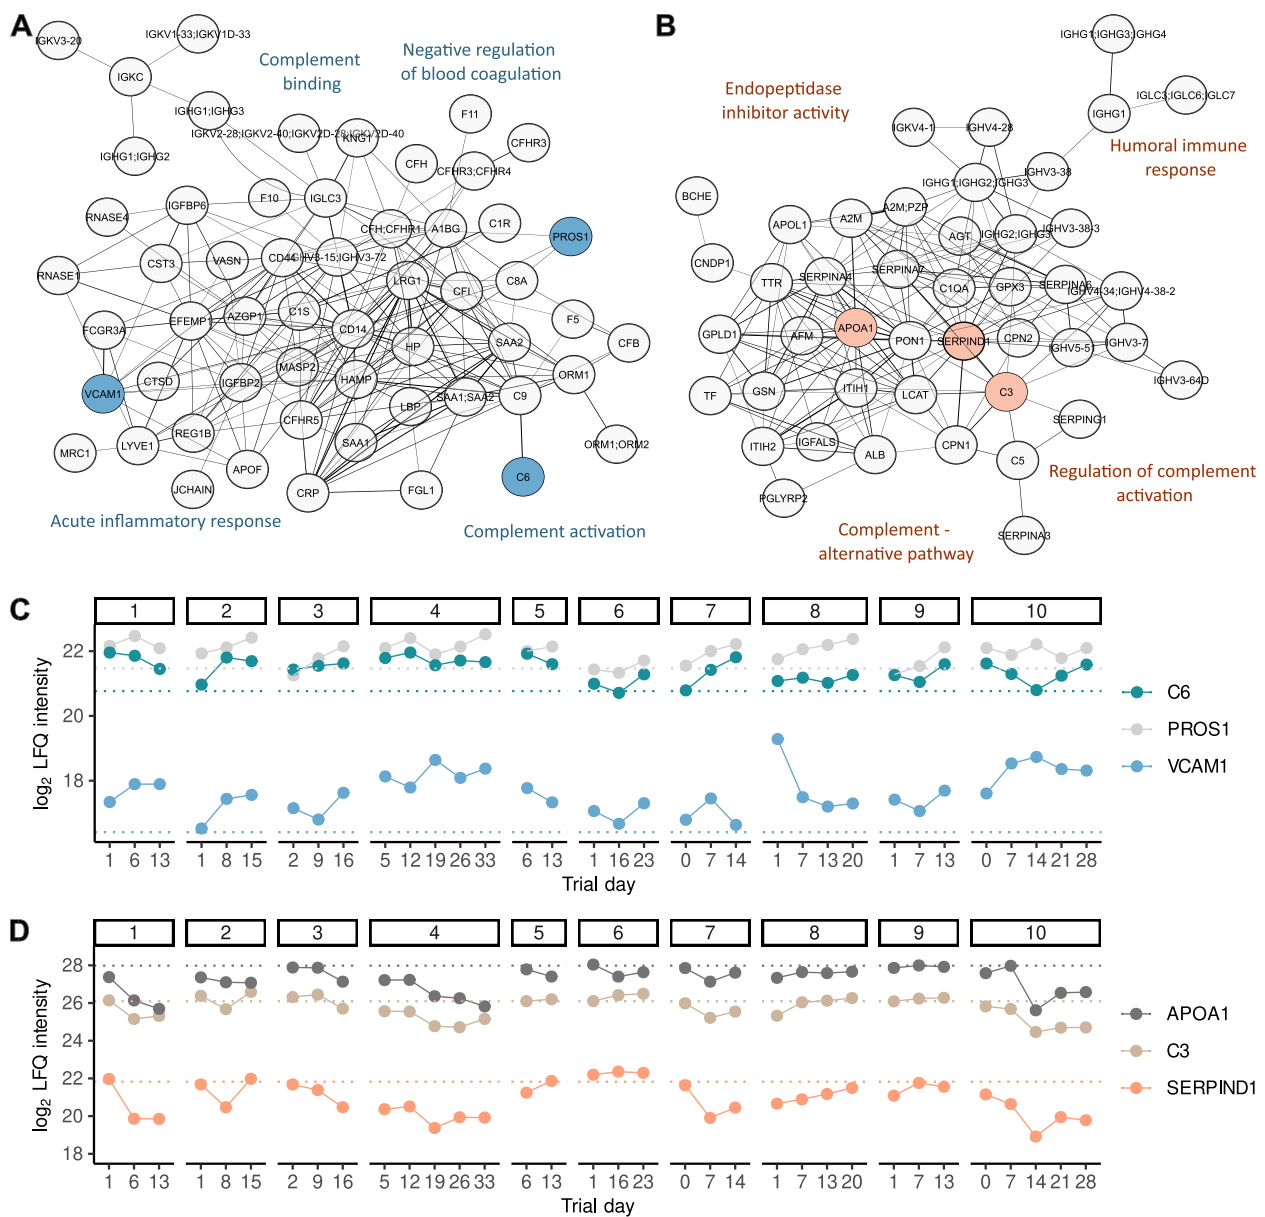 A
B
IGKV3-20
IGKV1-33;IGKV1D-33
IGKC
IGHG1;IGHG3
IGHG1;IGHG2
Complement
binding
Negative regulation
of blood coagulation
IGKV2-28;IGKV2-40;IGKV2D-28;IGKV2D-40
KNG1
F11
CFH
CFHR3
CFHR3;CFHR4
RNASE4
IGFBP6
F10
IGLC3
CFH;CFHR1
A1BG
C1R
PROS1
RNASE1
CST3
VASN
CD44
IGHV3-15;IGHV3-72
LRG1
CFI
C8A
FCGR3A
EFEMP1
AZGP1
C1S
CD14
HP
SAA2
F5
CFB
VCAM1
CTSD
IGFBP2
MASP2
HAMP
SAA1;SAA2
C9
ORM1
MRC1
LYVE1
REG1B
CFHR5
LBP
SAA1
ORM1;ORM2
JCHAIN
APOF
CRP
FGL1
C6
Acute inflammatory response
Complement activation
IGHG1;IGHG3;IGHG4
IGLC3;IGLC6;IGLC7
IGHG1
Endopeptidase
inhibitor activity
Humoral immune
response
IGKV4-1
IGHV4-28
IGHG1;IGHG2;IGHG3
IGHV3-38
BCHE
APOL1
A2M
A2M;PZP
AGT
IGHG2;IGHG3
IGHV3-38-3
CNDP1
TTR
SERPINA4
SERPINA7
C1QA
GPX3
SERPINA6
IGHV4-34;IGHV4-38-2
GPLD1
AFM
APOA1
PON1
SERPIND1
CPN2
IGHV5-51
IGHV3-7
TF
GSN
ITIH1
LCAT
C3
IGHV3-64D
ITIH2
IGFALS
ALB
CPN1
C5
SERPING1
PGLYRP2
SERPINA3
Regulation of complement
activation
Complement -
alternative pathway
C
1 2 3 4 5 6 7 8 9 10
log2 LFQ intensity
22
20
18
1 6 13 1 8 15 2 9 16 5 12 19 26 33 6 13 1 16 23 0 7 14 1 7 13 20 1 7 13 0 7 14 21 28
Trial day
C6
PROS1
VCAM1
D
1 2 3 4 5 6 7 8 9 10
log2 LFQ intensity
28
26
24
22
20
18
1 6 13 1 8 15 2 9 16 5 12 19 26 33 6 13 1 16 23 0 7 14 1 7 13 20 1 7 13 0 7 14 21 28
Trial day
APOA1
C3
SERPIND1